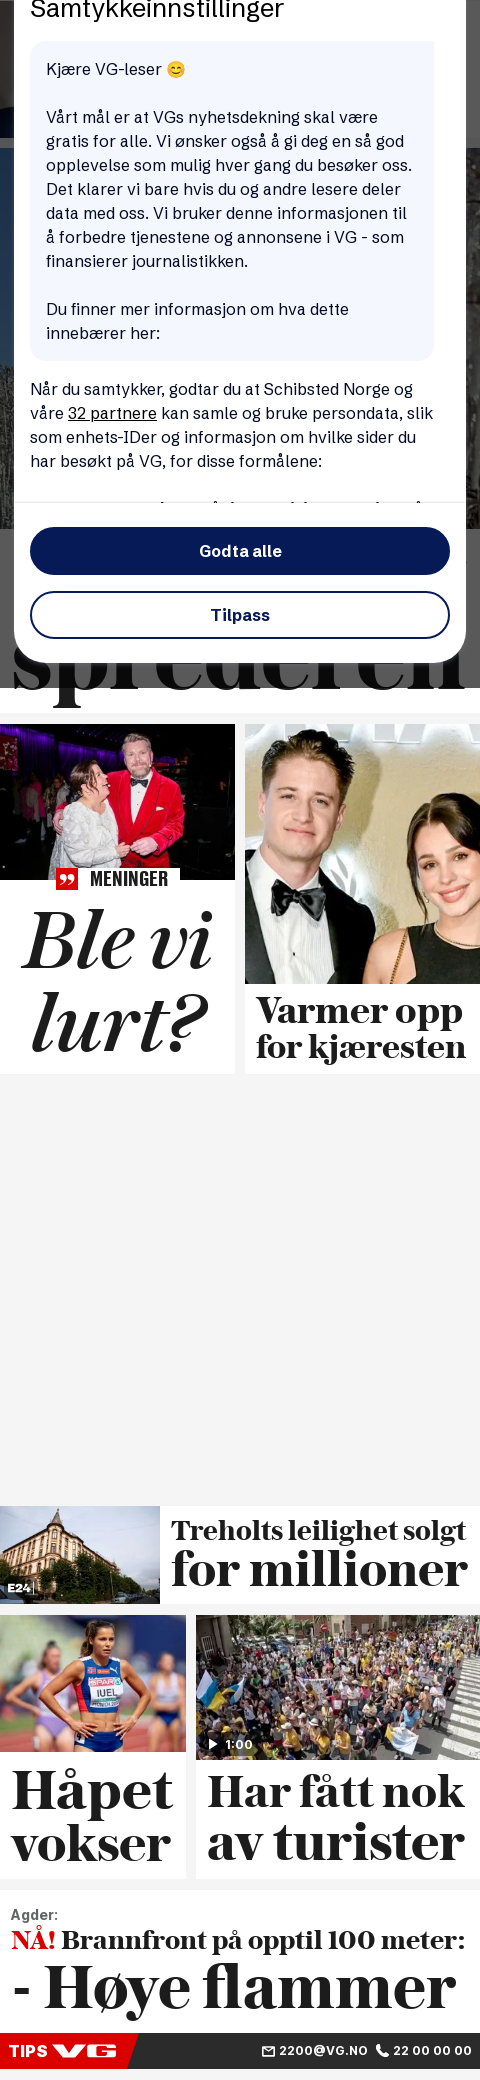 Samtykkeinnstillinger
Kjære VG-leser 😊
Vårt mål er at VGs nyhetsdekning skal være
gratis for alle. Vi ønsker også å gi deg en så god
opplevelse som mulig hver gang du besøker oss.
Det klarer vi bare hvis du og andre lesere deler
data med oss. Vi bruker denne informasjonen til
å forbedre tjenestene og annonsene i VG - som
finansierer journalistikken.
Du finner mer informasjon om hva dette
innebærer her:
Når du samtykker, godtar du at Schibsted Norge og
våre 32 partnere kan samle og bruke persondata, slik
som enhets-IDer og informasjon om hvilke sider du
har besøkt på VG, for disse formålene:
Godta alle
Tilpass
sprederen
MENINGER
Ble vi
lurt?
Varmer opp
for kjæresten
E24
Treholts leilighet solgt
for millioner
IUEL
Håpet
vokser
1:00
Har fått nok
av turister
Agder:
NÅ! Brannfront på opptil 100 meter:
- Høye flammer
TIPS VG 2200@VG.NO 22 00 00 00